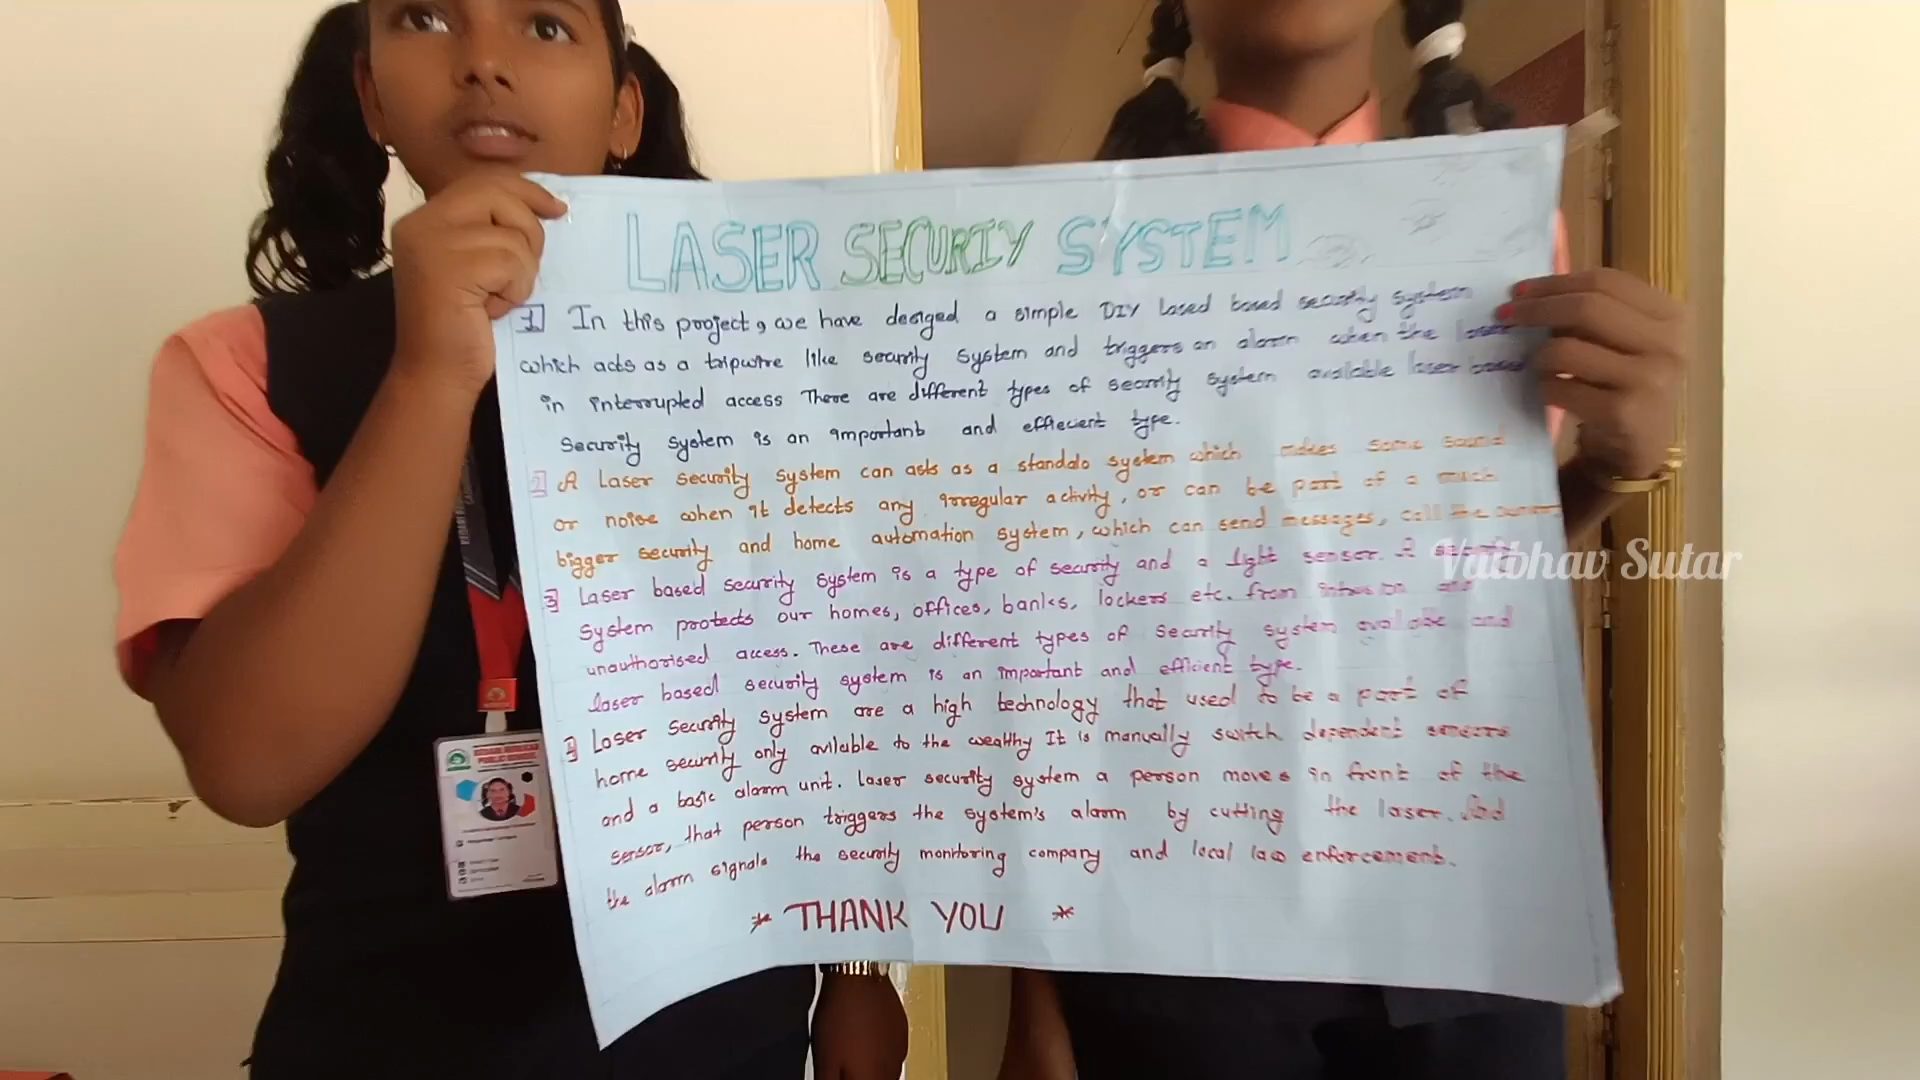 LASER SECURIY SYSTEM
1 In this project, we have desiged a simple DIY lased based security system
which acts as a tripwire like security system and triggers an alarm when the laser
in interrupted access There are different types of security system available laser based
security system is an importanb and effiecient type.
2 A Laser security system can asts as a standalo system which makes some sound
or noise when it detects any irregular activity, or can be part of a much
bigger security and home automation system, which can send messages, call the
3 Laser based security system is a type of security and a light sensor. A security
system protects our homes, offices, banks, lockers etc. from intrusion and
unauthorised access. These are different types of security system available and
laser based security system is an important and efficient type.
4 Laser security system are a high technology that used to be a part of
home security only avilable to the wealthy It is manually switch dependent sensors
and a basic alarm unit. laser security system a person moves in front of the
sensor, that person triggers the system's alarm by cutting the laser.
the alarm signals the security monitoring company and local law enforcement.
* THANK YOU *
Vaibhav Sutar